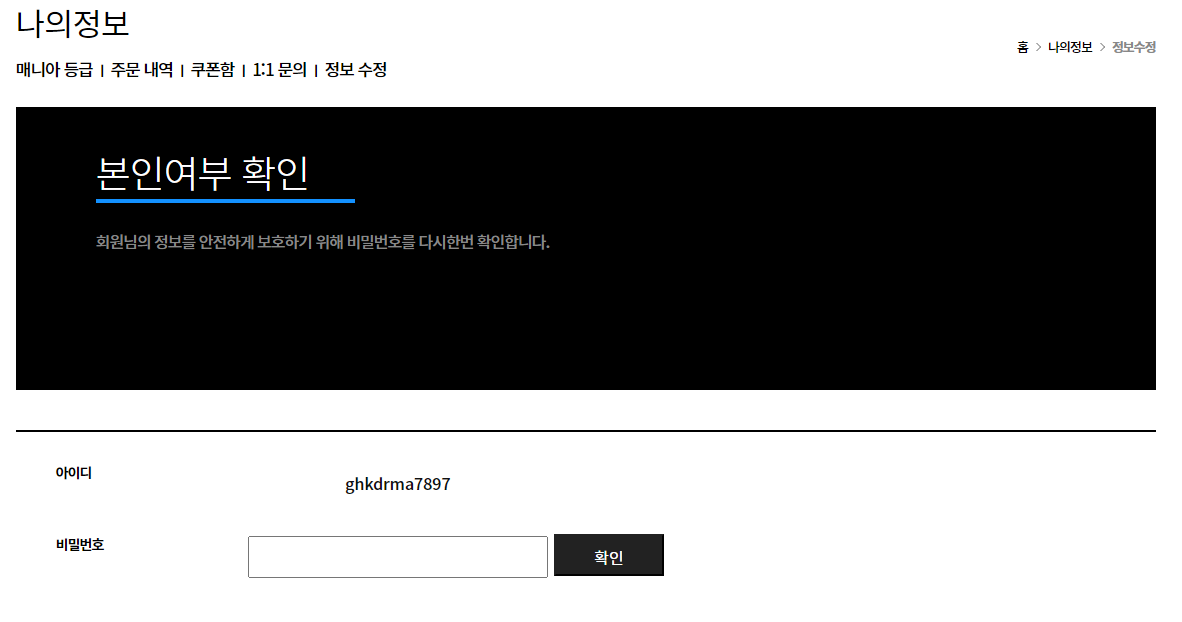 나의정보
홈 > 나의정보 > 정보수정
매니아 등급 | 주문 내역 | 쿠폰함 | 1:1 문의 | 정보 수정
본인여부 확인
회원님의 정보를 안전하게 보호하기 위해 비밀번호를 다시한번 확인합니다.
아이디
ghkdrma7897
비밀번호
확인